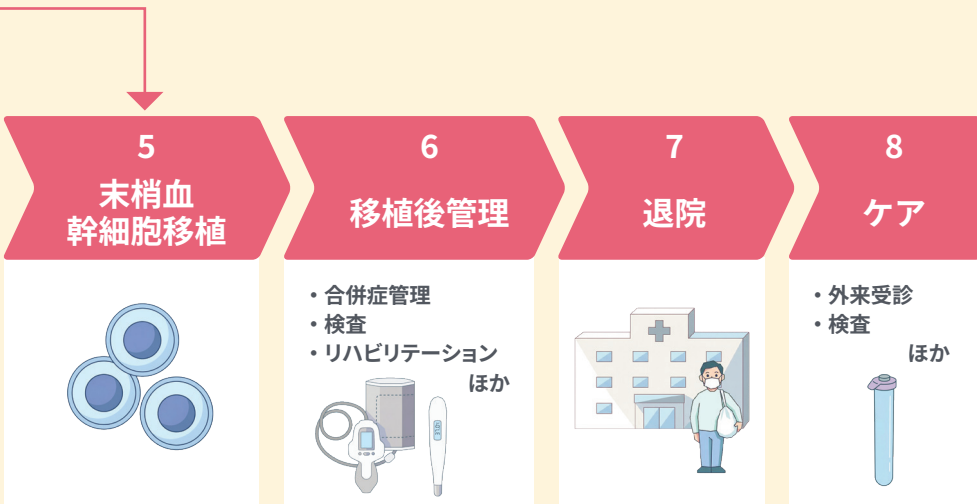 5
末梢血
幹細胞移植
6
移植後管理
・合併症管理
・検査
・リハビリテーション
ほか
7
退院
8
ケア
・外来受診
・検査
ほか